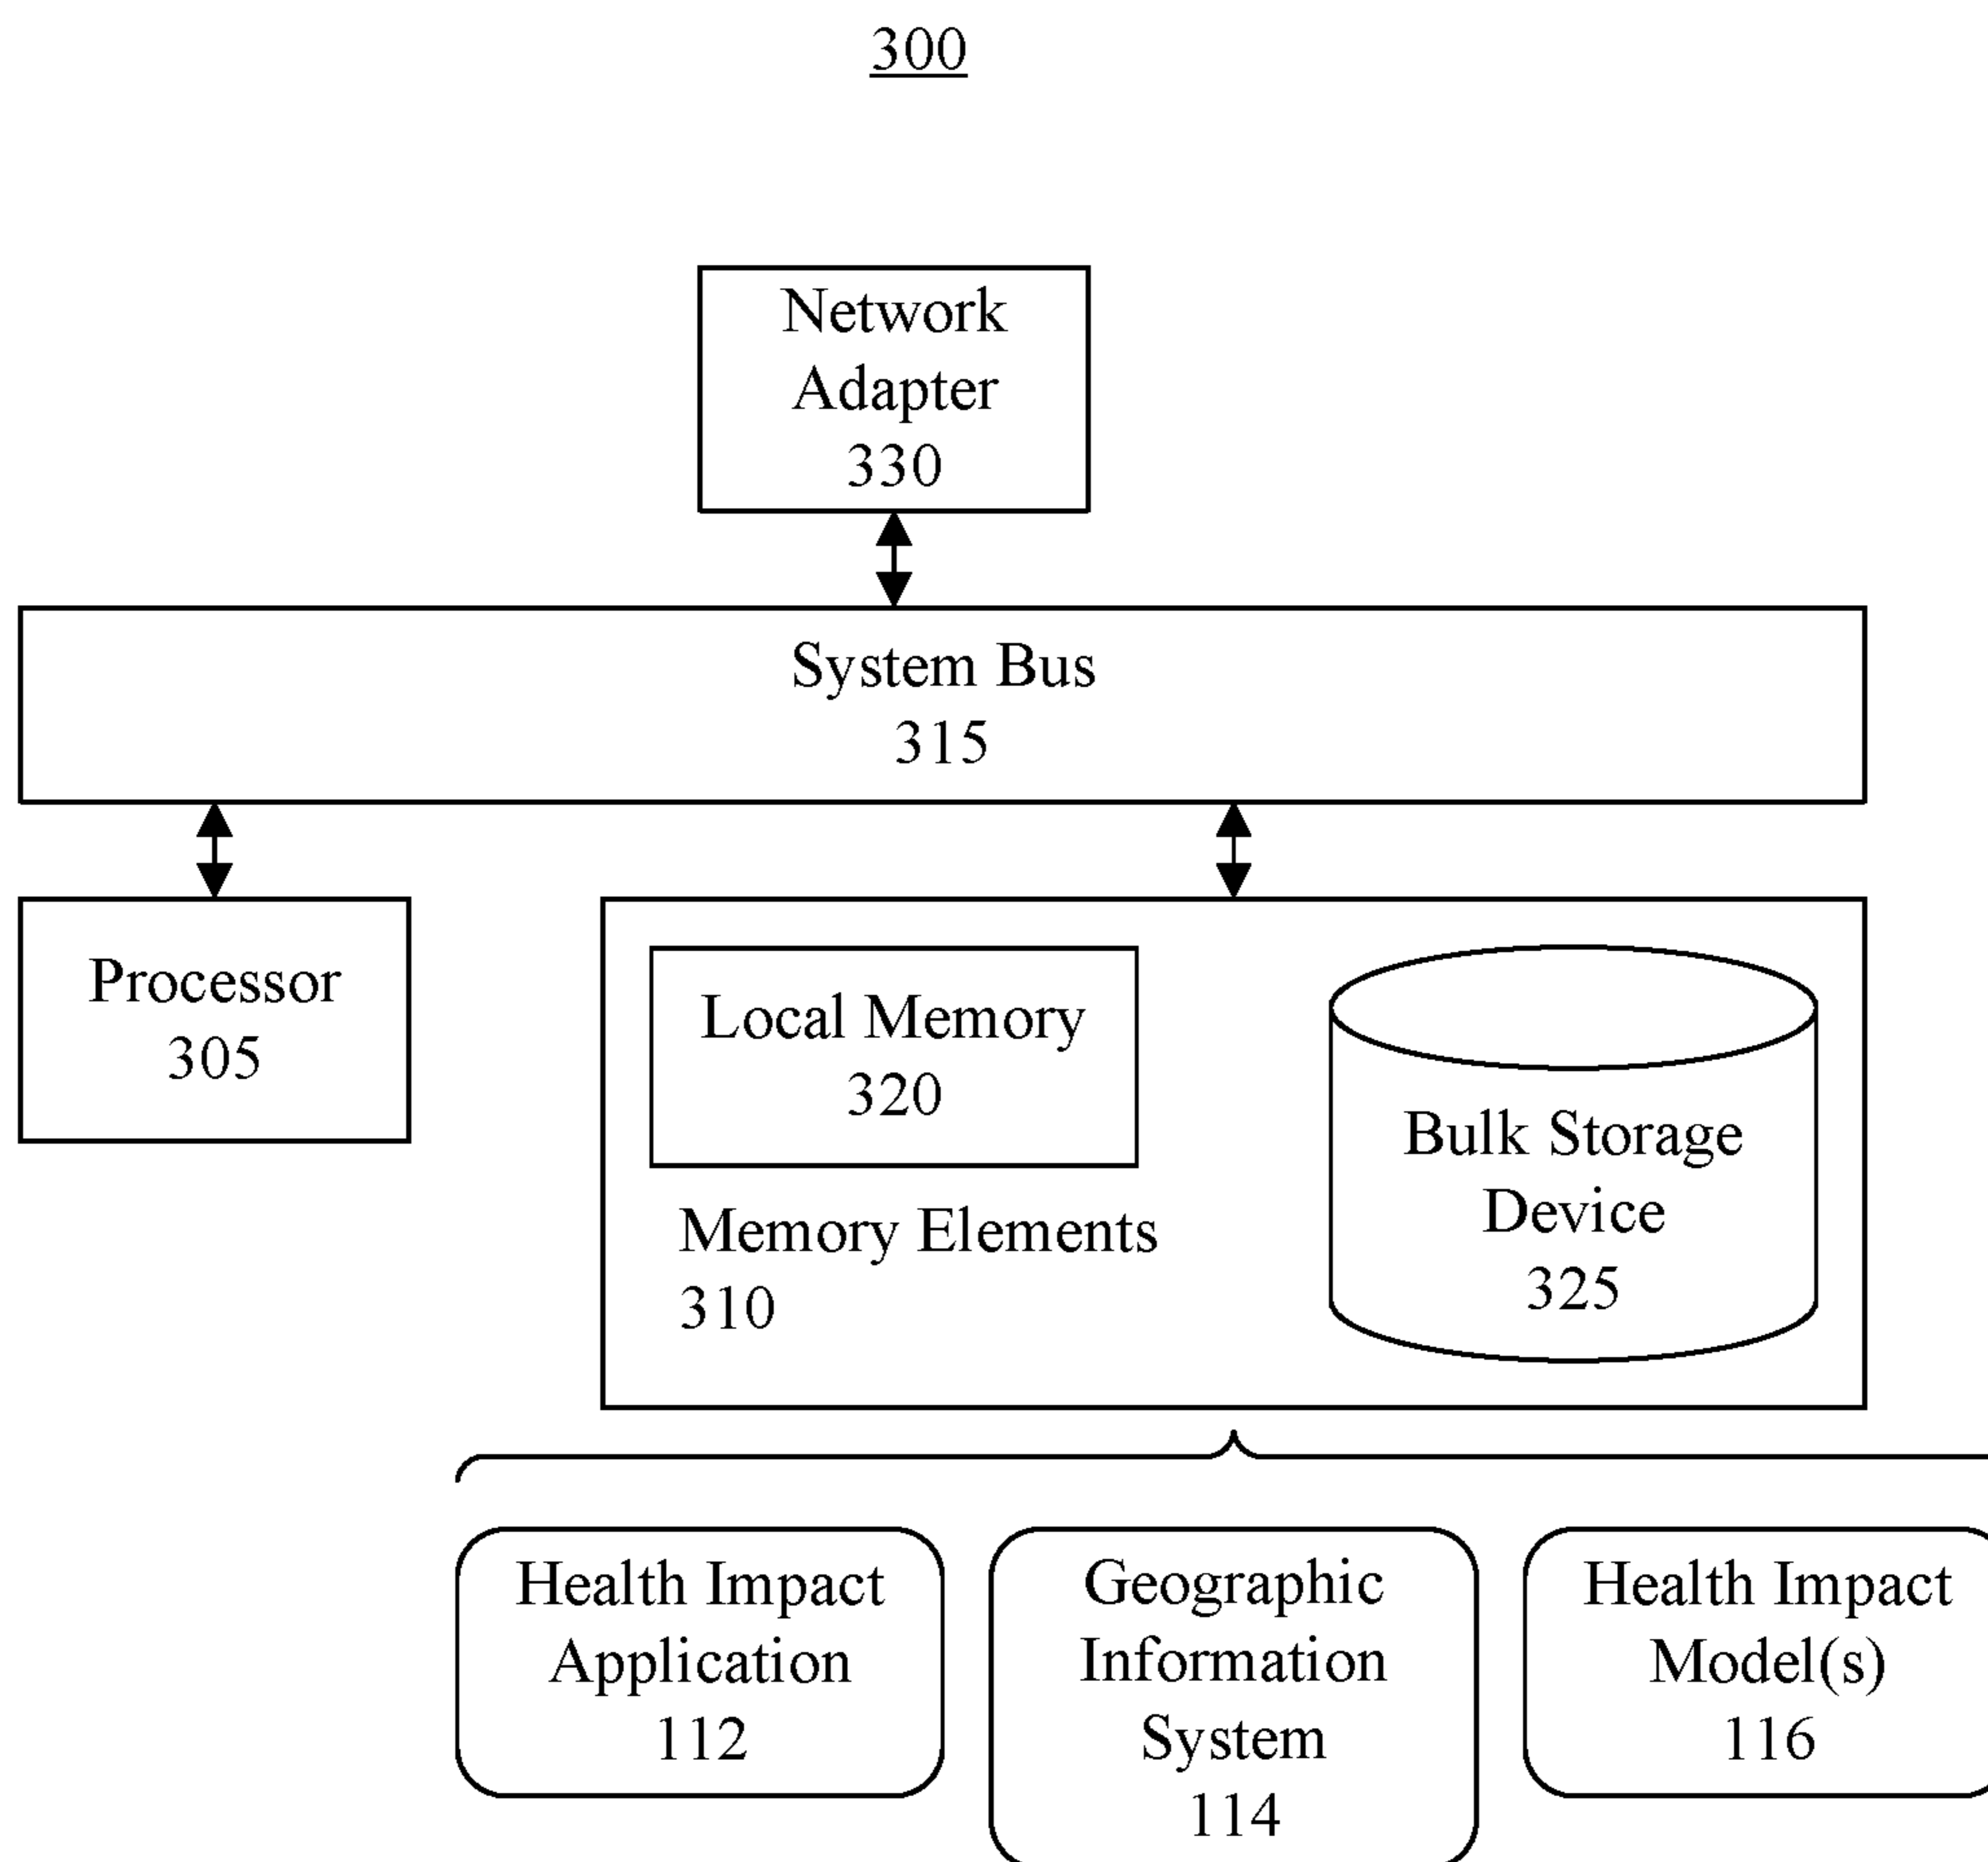 300
Network
Adapter
330
System Bus
315
Processor
305
Local Memory
320
Memory Elements
310
Bulk Storage
Device
325
Health Impact
Application
112
Geographic
Information
System
114
Health Impact
Model(s)
116